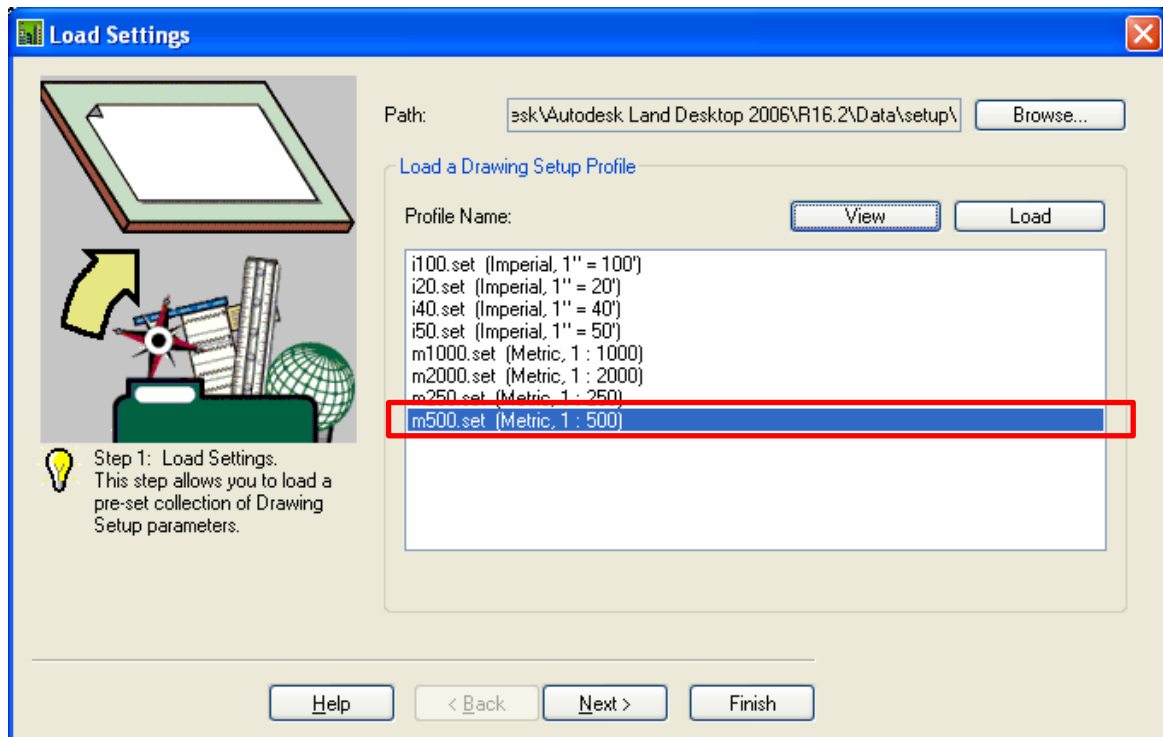 Load Settings
Path:
esk\Autodesk Land Desktop 2006\R16.2\Data\setup\
Browse...
Load a Drawing Setup Profile
Profile Name:
View
Load
i100.set (Imperial, 1" = 100')
i20.set (Imperial, 1" = 20')
i40.set (Imperial, 1" = 40')
i50.set (Imperial, 1" = 50')
m1000.set (Metric, 1 : 1000)
m2000.set (Metric, 1 : 2000)
m250.set (Metric, 1 : 250)
m500.set (Metric, 1 : 500)
Step 1: Load Settings.
This step allows you to load a
pre-set collection of Drawing
Setup parameters.
Help
< Back
Next >
Finish